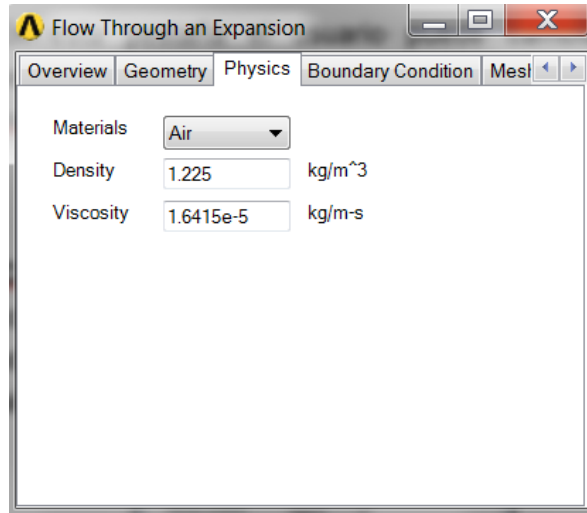 Flow Through an Expansion
Overview Geometry Physics Boundary Condition Mesh
Materials Air
Density 1.225 kg/m^3
Viscosity 1.6415e-5 kg/m-s